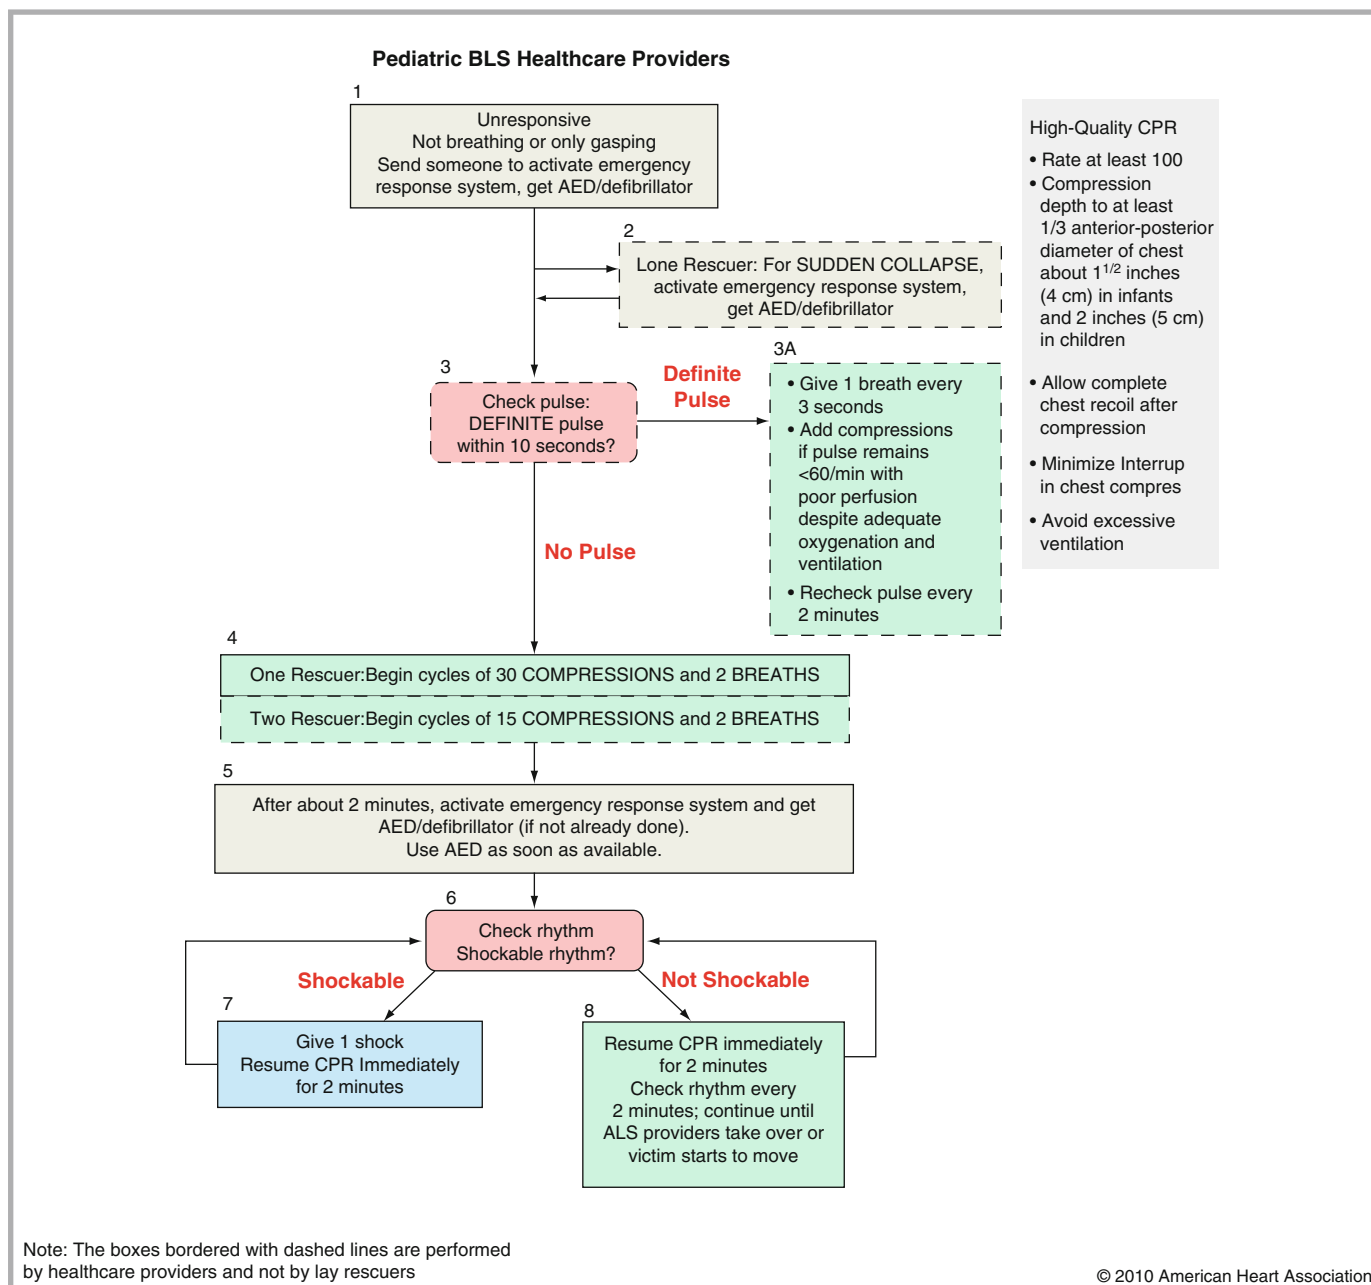 Pediatric BLS Healthcare Providers
1
Unresponsive
Not breathing or only gasping
Send someone to activate emergency
response system, get AED/defibrillator
2
Lone Rescuer: For SUDDEN COLLAPSE,
activate emergency response system,
get AED/defibrillator
3
Check pulse:
DEFINITE pulse
within 10 seconds?
Definite
Pulse
3A
• Give 1 breath every
3 seconds
• Add compressions
if pulse remains
<60/min with
poor perfusion
despite adequate
oxygenation and
ventilation
• Recheck pulse every
2 minutes
High-Quality CPR
• Rate at least 100
• Compression
depth to at least
1/3 anterior-posterior
diameter of chest
about 1 1/2 inches
(4 cm) in infants
and 2 inches (5 cm)
in children
• Allow complete
chest recoil after
compression
• Minimize Interrup
in chest compres
• Avoid excessive
ventilation
No Pulse
4
One Rescuer:Begin cycles of 30 COMPRESSIONS and 2 BREATHS
Two Rescuer:Begin cycles of 15 COMPRESSIONS and 2 BREATHS
5
After about 2 minutes, activate emergency response system and get
AED/defibrillator (if not already done).
Use AED as soon as available.
6
Check rhythm
Shockable rhythm?
Shockable
Not Shockable
7
Give 1 shock
Resume CPR Immediately
for 2 minutes
8
Resume CPR immediately
for 2 minutes
Check rhythm every
2 minutes; continue until
ALS providers take over or
victim starts to move
Note: The boxes bordered with dashed lines are performed
by healthcare providers and not by lay rescuers
© 2010 American Heart Association